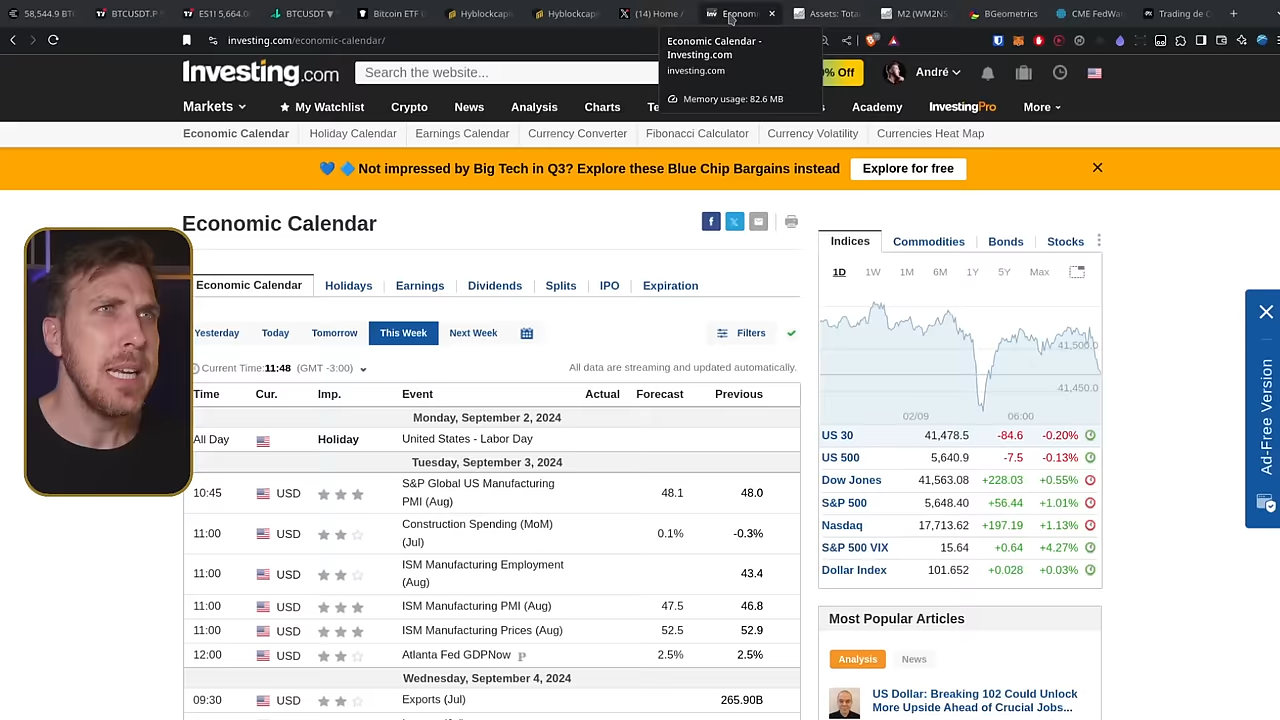 58,544.9 BT
BTCUSDT.P
ES1! 5,664.0
BTCUSDT
Bitcoin ETF
Hyblockcap
Hyblockcap
(14) Home /
Econom
Assets: Tota
M2 (WM2NS
BGeometrics
CME FedWa
Trading de C
investing.com/economic-calendar/
Economic Calendar -
Investing.com
investing.com
Memory usage: 82.6 MB
Investing.com
Search the website...
% Off
André
Markets
My Watchlist
Crypto
News
Analysis
Charts
Te
s
Academy
InvestingPro
More
Economic Calendar
Holiday Calendar
Earnings Calendar
Currency Converter
Fibonacci Calculator
Currency Volatility
Currencies Heat Map
Not impressed by Big Tech in Q3? Explore these Blue Chip Bargains instead
Explore for free
Economic Calendar
Economic Calendar
Holidays
Earnings
Dividends
Splits
IPO
Expiration
Yesterday
Today
Tomorrow
This Week
Next Week
Filters
Current Time: 11:48 (GMT -3:00)
All data are streaming and updated automatically.
Time Cur. Imp. Event Actual Forecast Previous
Monday, September 2, 2024
All Day Holiday United States - Labor Day
Tuesday, September 3, 2024
10:45 USD S&P Global US Manufacturing 48.1 48.0
PMI (Aug)
11:00 USD Construction Spending (MoM) 0.1% -0.3%
(Jul)
11:00 USD ISM Manufacturing Employment 43.4
(Aug)
11:00 USD ISM Manufacturing PMI (Aug) 47.5 46.8
11:00 USD ISM Manufacturing Prices (Aug) 52.5 52.9
12:00 USD Atlanta Fed GDPNow P 2.5% 2.5%
Wednesday, September 4, 2024
09:30 USD Exports (Jul) 265.90B
Indices
Commodities
Bonds
Stocks
1D 1W 1M 6M 1Y 5Y Max
41,500.0
41,450.0
02/09 06:00
US 30 41,478.5 -84.6 -0.20%
US 500 5,640.9 -7.5 -0.13%
Dow Jones 41,563.08 +228.03 +0.55%
S&P 500 5,648.40 +56.44 +1.01%
Nasdaq 17,713.62 +197.19 +1.13%
S&P 500 VIX 15.64 +0.64 +4.27%
Dollar Index 101.652 +0.028 +0.03%
Most Popular Articles
Analysis
News
US Dollar: Breaking 102 Could Unlock
More Upside Ahead of Crucial Jobs...
Ad-Free Version